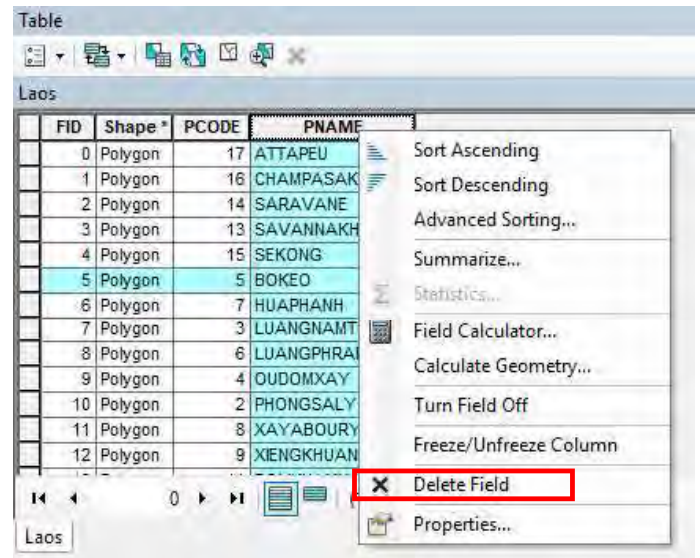 Table
Laos
FID Shape * PCODE PNAME
0 Polygon 17 ATTAPEU
1 Polygon 16 CHAMPASAK
2 Polygon 14 SARAVANE
3 Polygon 13 SAVANNAKH
4 Polygon 15 SEKONG
5 Polygon 5 BOKEO
6 Polygon 7 HUAPHANH
7 Polygon 3 LUANGNAMT
8 Polygon 6 LUANGPHRA
9 Polygon 4 OUDOMXAY
10 Polygon 2 PHONGSALY
11 Polygon 8 XAYABOURY
12 Polygon 9 XIENGKHUAN
0
Laos
Sort Ascending
Sort Descending
Advanced Sorting...
Summarize...
Statistics...
Field Calculator...
Calculate Geometry...
Turn Field Off
Freeze/Unfreeze Column
Delete Field
Properties...